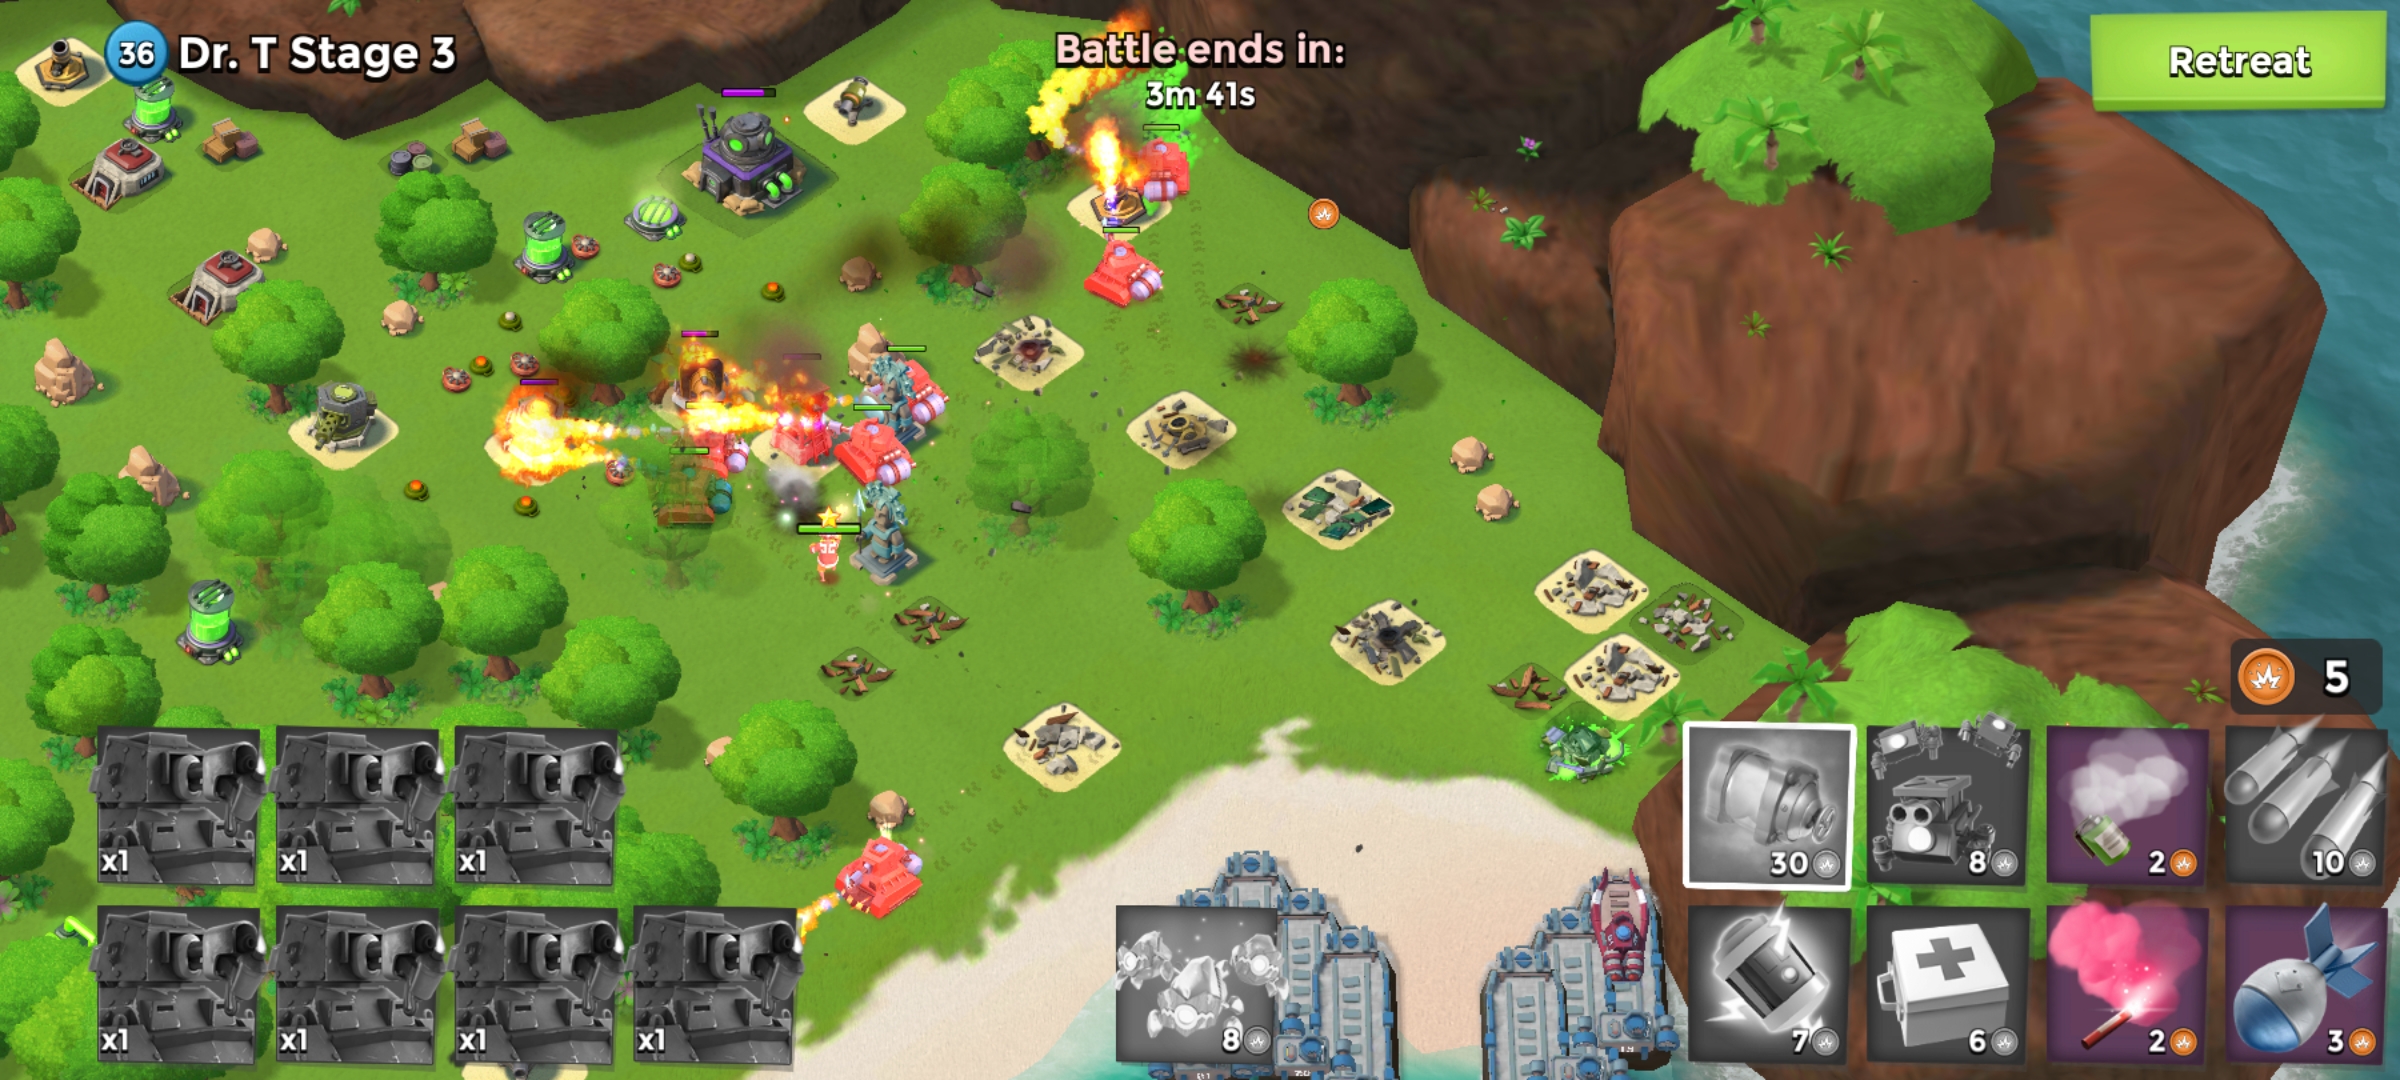 36 Dr. T Stage 3
Battle ends in:
3m 41s
Retreat
5
x1 x1 x1
30 8 2 10
x1 x1 x1 x1
8 7 6 2 3